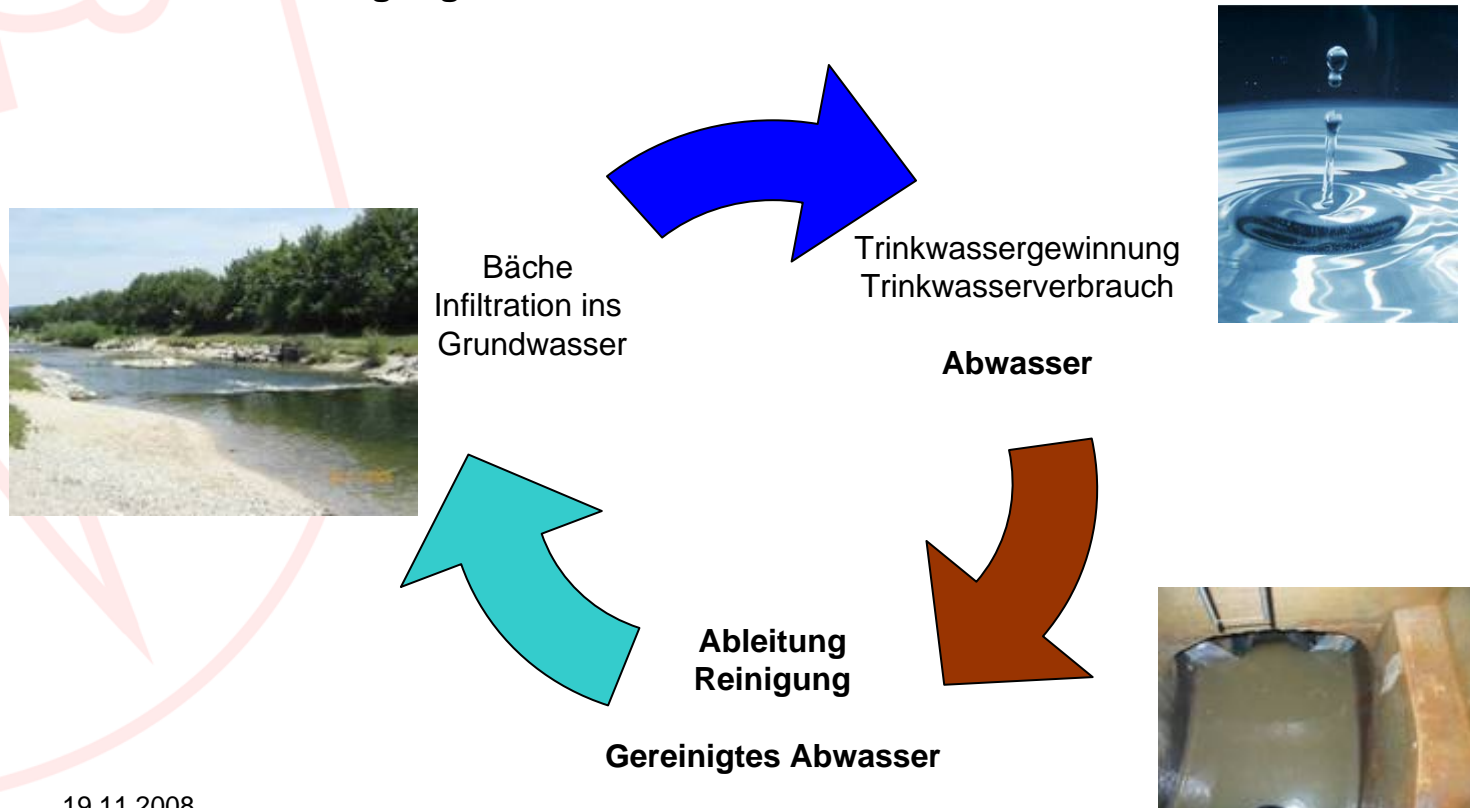 Bäche
Infiltration ins
Grundwasser
Trinkwassergewinnung
Trinkwasserverbrauch
Abwasser
Ableitung
Reinigung
Gereinigtes Abwasser
19.11.2008